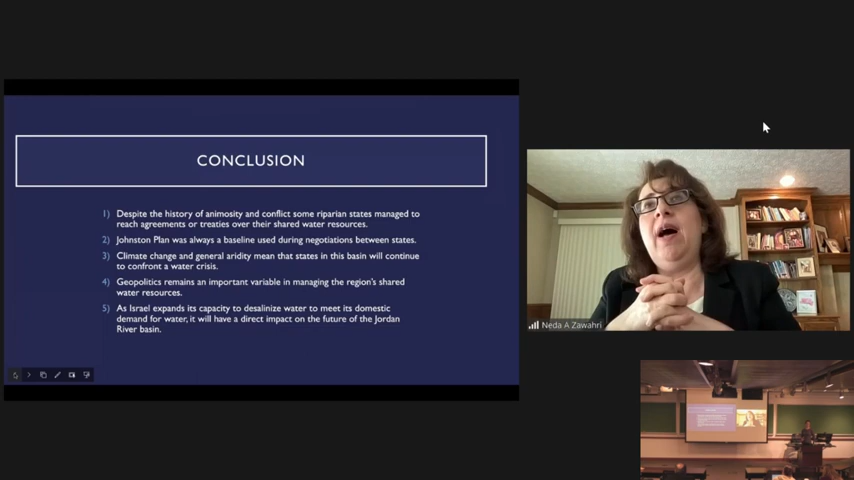 CONCLUSION
1) Despite the history of animosity and conflict some riparian states managed to
reach agreements or treaties over their shared water resources.
2) Johnston Plan was always a baseline used during negotiations between states.
3) Climate change and general aridity mean that states in this basin will continue
to confront a water crisis.
4) Geopolitics remains an important variable in managing the region's shared
water resources.
5) As Israel expands its capacity to desalinize water to meet its domestic
demand for water, it will have a direct impact on the future of the Jordan
River basin.
Neda A Zawahri